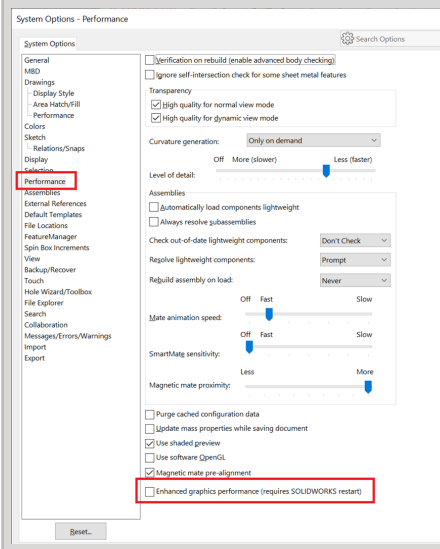 System Options - Performance
Search Options
System Options
General
MBD
Drawings
Display Style
Area Hatch/Fill
Performance
Colors
Sketch
Relations/Snaps
Display
Selection
Performance
Assemblies
External References
Default Templates
File Locations
FeatureManager
Spin Box Increments
View
Backup/Recover
Touch
Hole Wizard/Toolbox
File Explorer
Search
Collaboration
Messages/Errors/Warnings
Import
Export
Reset...
Verification on rebuild (enable advanced body checking)
Ignore self-intersection check for some sheet metal features
Transparency
High quality for normal view mode
High quality for dynamic view mode
Curvature generation: Only on demand
Off More (slower) Less (faster)
Level of detail:
Assemblies
Automatically load components lightweight
Always resolve subassemblies
Check out-of-date lightweight components: Don't Check
Resolve lightweight components: Prompt
Rebuild assembly on load: Never
Off Fast Slow
Mate animation speed:
Off Fast Slow
SmartMate sensitivity:
Less More
Magnetic mate proximity:
Purge cached configuration data
Update mass properties while saving document
Use shaded preview
Use software OpenGL
Magnetic mate pre-alignment
Enhanced graphics performance (requires SOLIDWORKS restart)